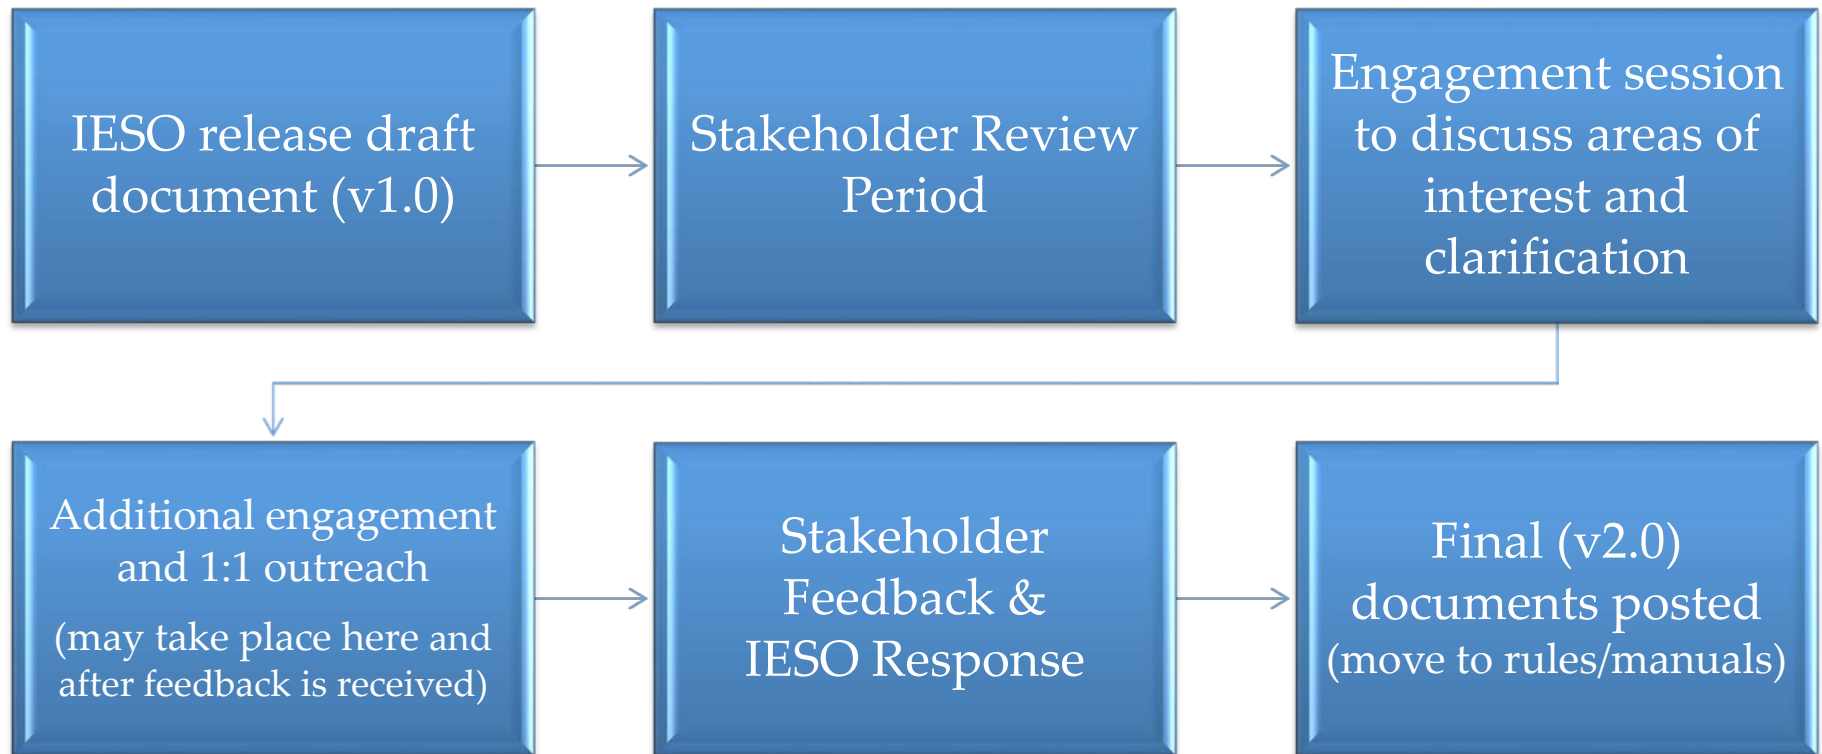 IESO release draft
document (v1.0)
Stakeholder Review
Period
Engagement session
to discuss areas of
interest and
clarification
Additional engagement
and 1:1 outreach
(may take place here and
after feedback is received)
Stakeholder
Feedback &
IESO Response
Final (v2.0)
documents posted
(move to rules/manuals)